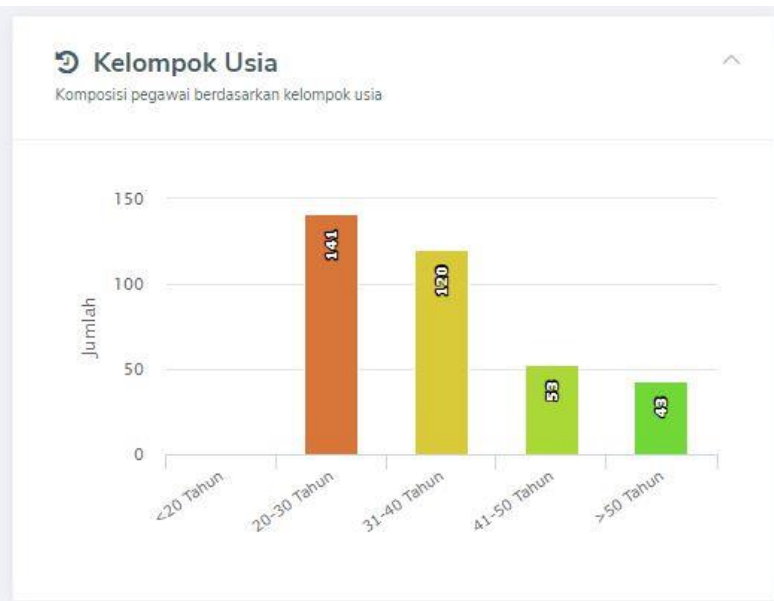 Kelompok Usia
Komposisi pegawai berdasarkan kelompok usia
150
100
50
0
Jumlah
141
120
53
43
<20 Tahun
20-30 Tahun
31-40 Tahun
41-50 Tahun
>50 Tahun